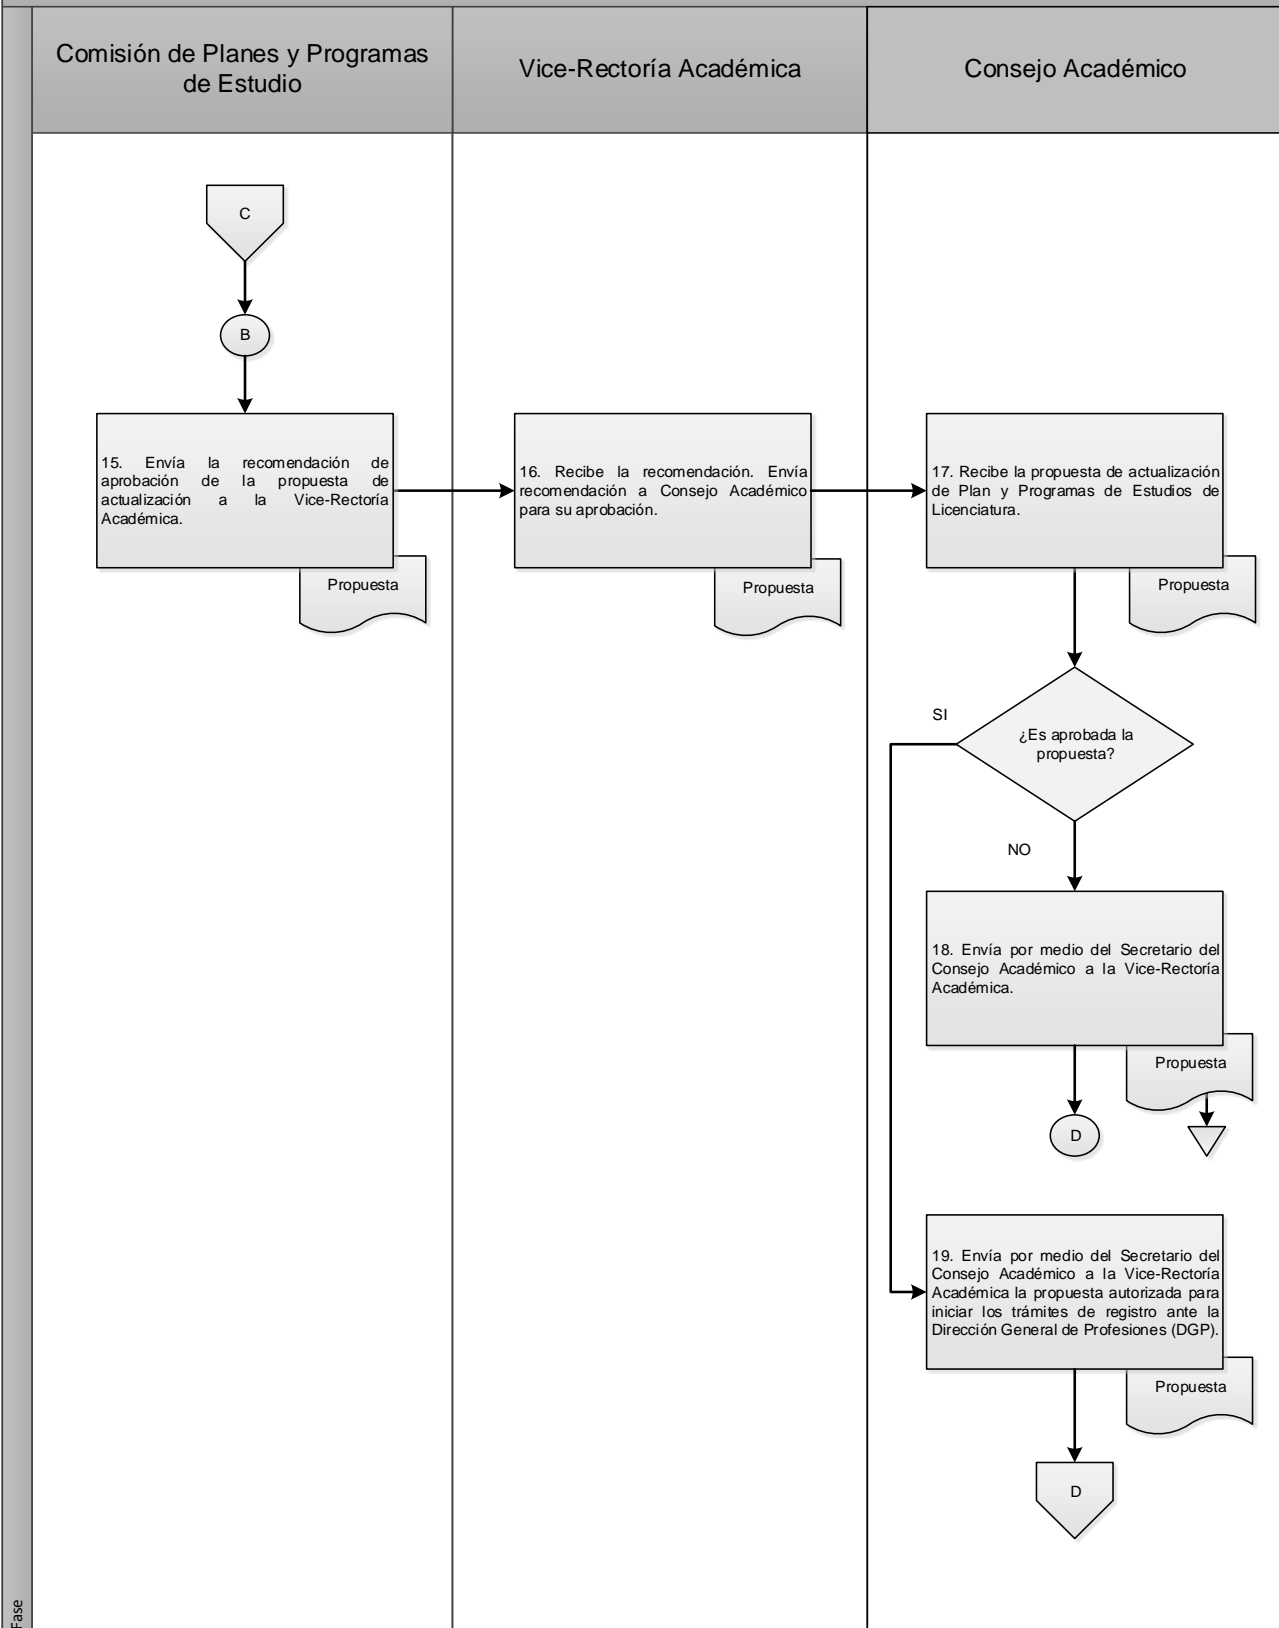 Comisión de Planes y Programas
de Estudio
Vice-Rectoría Académica
Consejo Académico
C
B
15. Envía la recomendación de
aprobación de la propuesta de
actualización a la Vice-Rectoría
Académica.
Propuesta
16. Recibe la recomendación. Envía
recomendación a Consejo Académico
para su aprobación.
Propuesta
17. Recibe la propuesta de actualización
de Plan y Programas de Estudios de
Licenciatura.
Propuesta
¿Es aprobada la
propuesta?
SI
NO
18. Envía por medio del Secretario del
Consejo Académico a la Vice-Rectoría
Académica.
Propuesta
D
19. Envía por medio del Secretario del
Consejo Académico a la Vice-Rectoría
Académica la propuesta autorizada para
iniciar los trámites de registro ante la
Dirección General de Profesiones (DGP).
Propuesta
D
Fase